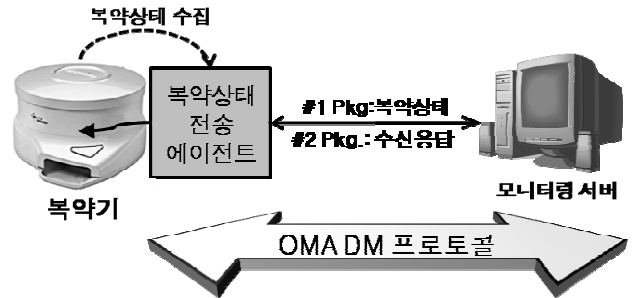 복약상태 수집
복약상태
전송
에이전트
#1 Pkg:복약상태
#2 Pkg.: 수신응답
복약기
모니터링 서버
OMA DM 프로토콜